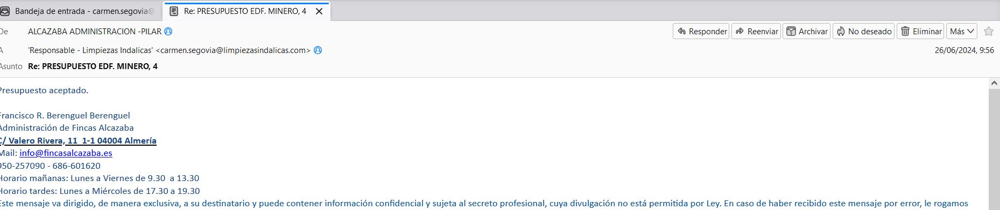 Bandeja de entrada - carmen.segovia@
Re: PRESUPUESTO EDF. MINERO, 4
De ALCAZABA ADMINISTRACION -PILAR
Responder Reenviar Archivar No deseado Eliminar Más
A 'Responsable - Limpiezas Indalicas' <carmen.segovia@limpiezasindalicas.com>
26/06/2024, 9:56
Asunto Re: PRESUPUESTO EDF. MINERO, 4
Presupuesto aceptado.
Francisco R. Berenguel Berenguel
Administración de Fincas Alcazaba
C/ Valero Rivera, 11 1-1 04004 Almería
Mail: info@fincasalcazaba.es
950-257090 - 686-601620
Horario mañanas: Lunes a Viernes de 9.30 a 13.30
Horario tardes: Lunes a Miércoles de 17.30 a 19.30
Este mensaje va dirigido, de manera exclusiva, a su destinatario y puede contener información confidencial y sujeta al secreto profesional, cuya divulgación no está permitida por Ley. En caso de haber recibido este mensaje por error, le rogamos